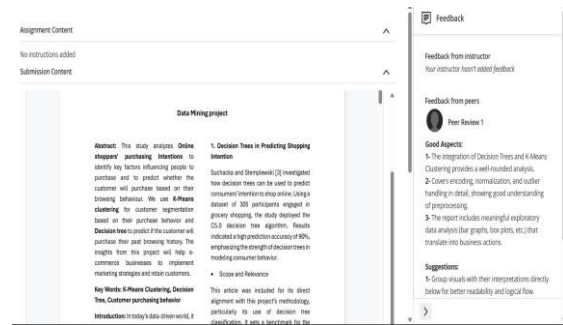 Assignment Content
No instructions added
Submission Content
Data Mining project
Abstract: This study analyzes Online
shoppers' purchasing Intentions to
identify key factors influencing people to
purchase and to predict whether the
customer will purchase based on their
browsing behaviour. We use K-Means
clustering for customer segmentation
based on their purchase behavior and
Decision tree to predict if the customer will
purchase their past browsing history. The
insights from this project will help e-
commerce businesses to implement
marketing strategies and retain customers.
Key Words: K-Means Clustering, Decision
Tree, Customer purchasing behavior
Introduction: In today's data-driven world, it
1. Decision Trees in Predicting Shopping
Intention
Suchacka and Stemplewski [3] investigated
how decision trees can be used to predict
consumers' intention to shop online. Using a
dataset of 305 participants engaged in
grocery shopping, the study deployed the
C5.0 decision tree algorithm. Results
indicated a high prediction accuracy of 90%,
emphasizing the strength of decision trees in
modeling consumer behavior.
• Scope and Relevance
This article was included for its direct
alignment with this project's methodology,
particularly its use of decision tree
classification. It sets a benchmark for the
Feedback
Feedback from instructor
Your instructor hasn't added feedback
Feedback from peers
Peer Review 1
Good Aspects:
1- The integration of Decision Trees and K-Means
Clustering provides a well-rounded analysis.
2- Covers encoding, normalization, and outlier
handling in detail, showing good understanding
of preprocessing.
3- The report includes meaningful exploratory
data analysis (bar graphs, box plots, etc.) that
translate into business actions.
Suggestions:
1- Group visuals with their interpretations directly
below for better readability and logical flow.